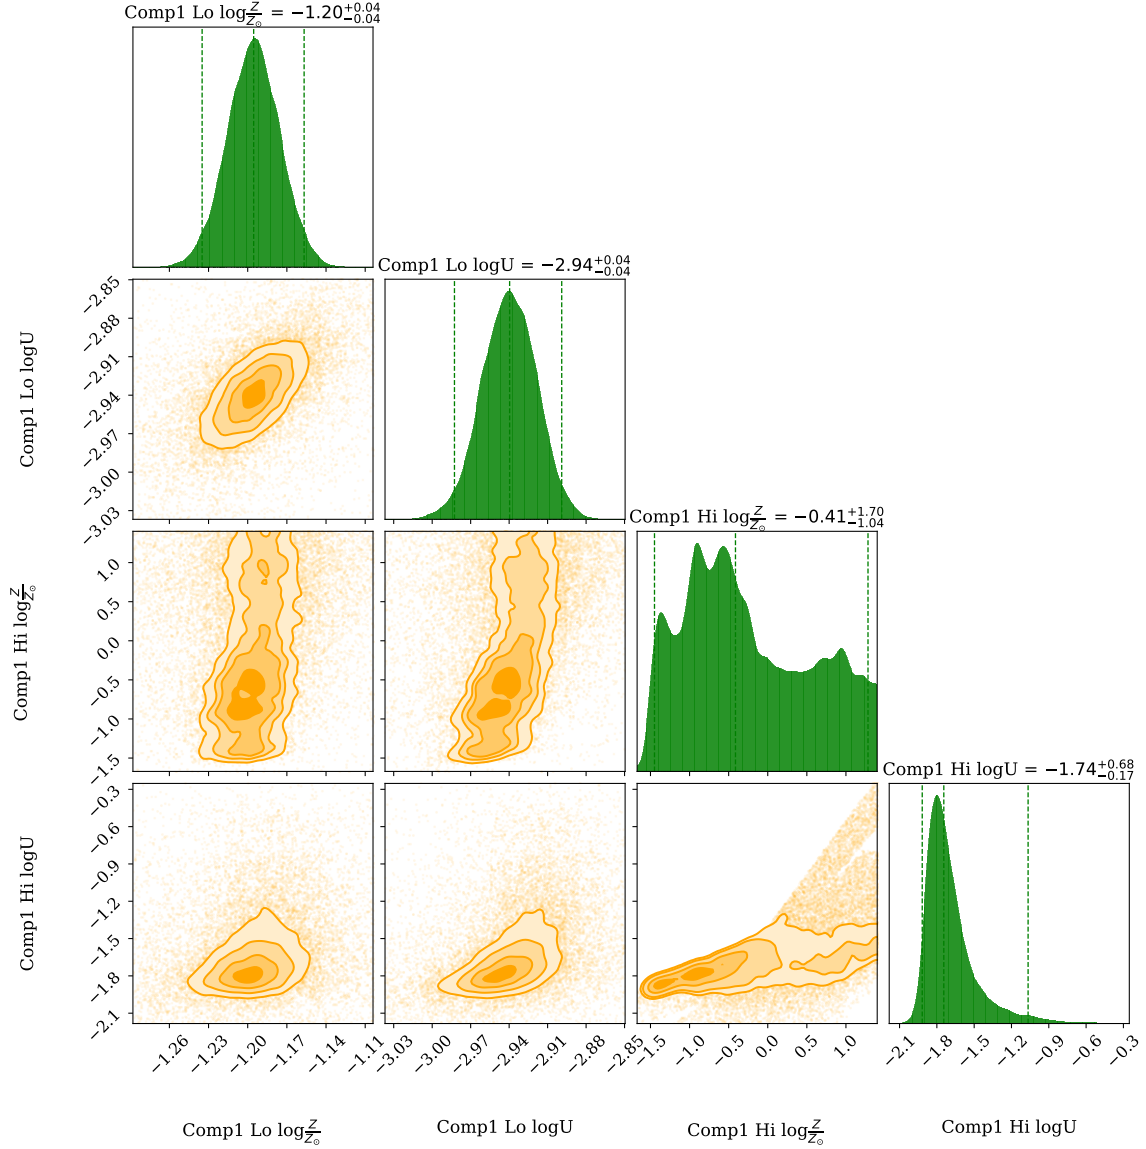 Comp1 Lo log Z/Z⊙ = −1.20 +0.04 −0.04
Comp1 Lo logU = −2.94 +0.04 −0.04
Comp1 Hi log Z/Z⊙ = −0.41 +1.70 −1.04
Comp1 Hi logU = −1.74 +0.68 −0.17
Comp1 Lo logU
−2.85
−2.88
−2.91
−2.94
−2.97
−3.00
−3.03
Comp1 Hi log Z/Z⊙
1.0
0.5
0.0
−0.5
−1.0
−1.5
Comp1 Hi logU
−0.3
−0.6
−0.9
−1.2
−1.5
−1.8
−2.1
−1.26 −1.23 −1.20 −1.17 −1.14 −1.11
−3.03 −3.00 −2.97 −2.94 −2.91 −2.88 −2.85
−1.5 −1.0 −0.5 0.0 0.5 1.0
−2.1 −1.8 −1.5 −1.2 −0.9 −0.6 −0.3
Comp1 Lo log Z/Z⊙
Comp1 Lo logU
Comp1 Hi log Z/Z⊙
Comp1 Hi logU